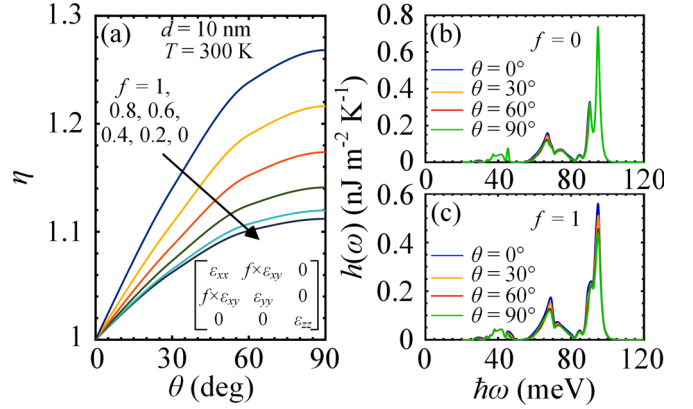 (a)
d = 10 nm
T = 300 K
f = 1,
0.8, 0.6,
0.4, 0.2, 0
1.3
1.2
1.1
1
η
εxx f×εxy 0
f×εxy εyy 0
0 0 εzz
0 30 60 90
θ (deg)
(b)
f = 0
θ = 0°
θ = 30°
θ = 60°
θ = 90°
0.8
0.6
0.4
0.2
0
0 40 80 120
h(ω) (nJ m⁻² K⁻¹)
(c)
f = 1
θ = 0°
θ = 30°
θ = 60°
θ = 90°
0.6
0.4
0.2
0
0 40 80 120
ħω (meV)